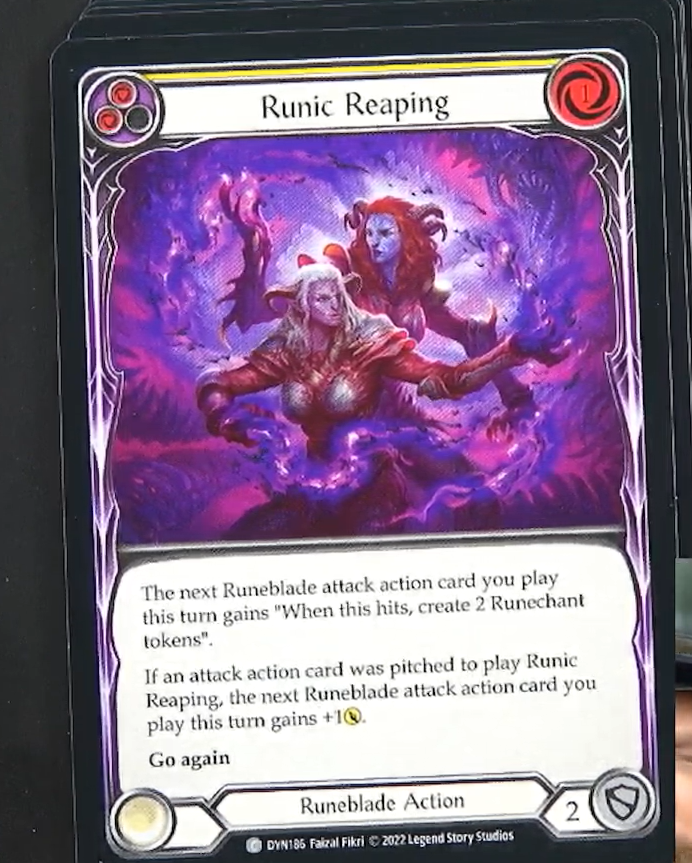 Runic Reaping
1
The next Runeblade attack action card you play
this turn gains "When this hits, create 2 Runechant
tokens".
If an attack action card was pitched to play Runic
Reaping, the next Runeblade attack action card you
play this turn gains +1.
Go again
Runeblade Action
2
C DYN186 Faizal Fikri © 2022 Legend Story Studios